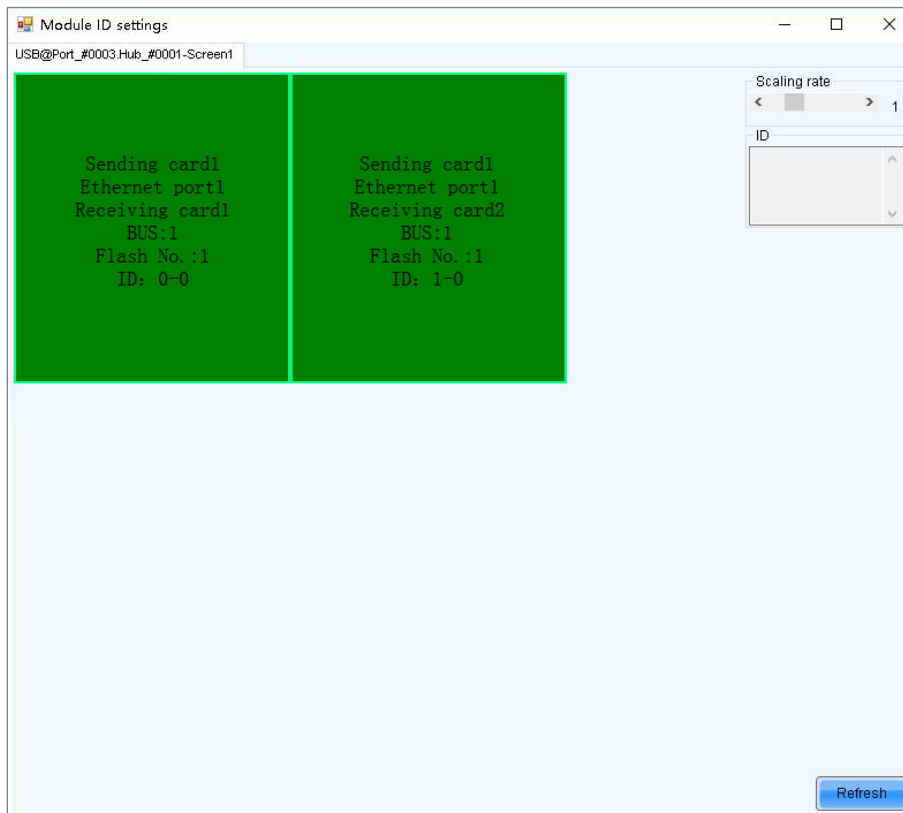 Module ID settings
USB@Port_#0003.Hub_#0001-Screen1
Sending card1
Ethernet port1
Receiving card1
BUS:1
Flash No.:1
ID: 0-0
Sending card1
Ethernet port1
Receiving card2
BUS:1
Flash No.:1
ID: 1-0
Scaling rate
1
ID
Refresh